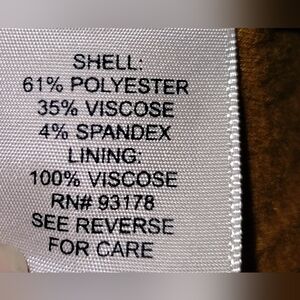 SHELL:
61% POLYESTER
35% VISCOSE
4% SPANDEX
LINING:
100% VISCOSE
RN# 93178
SEE REVERSE
FOR CARE